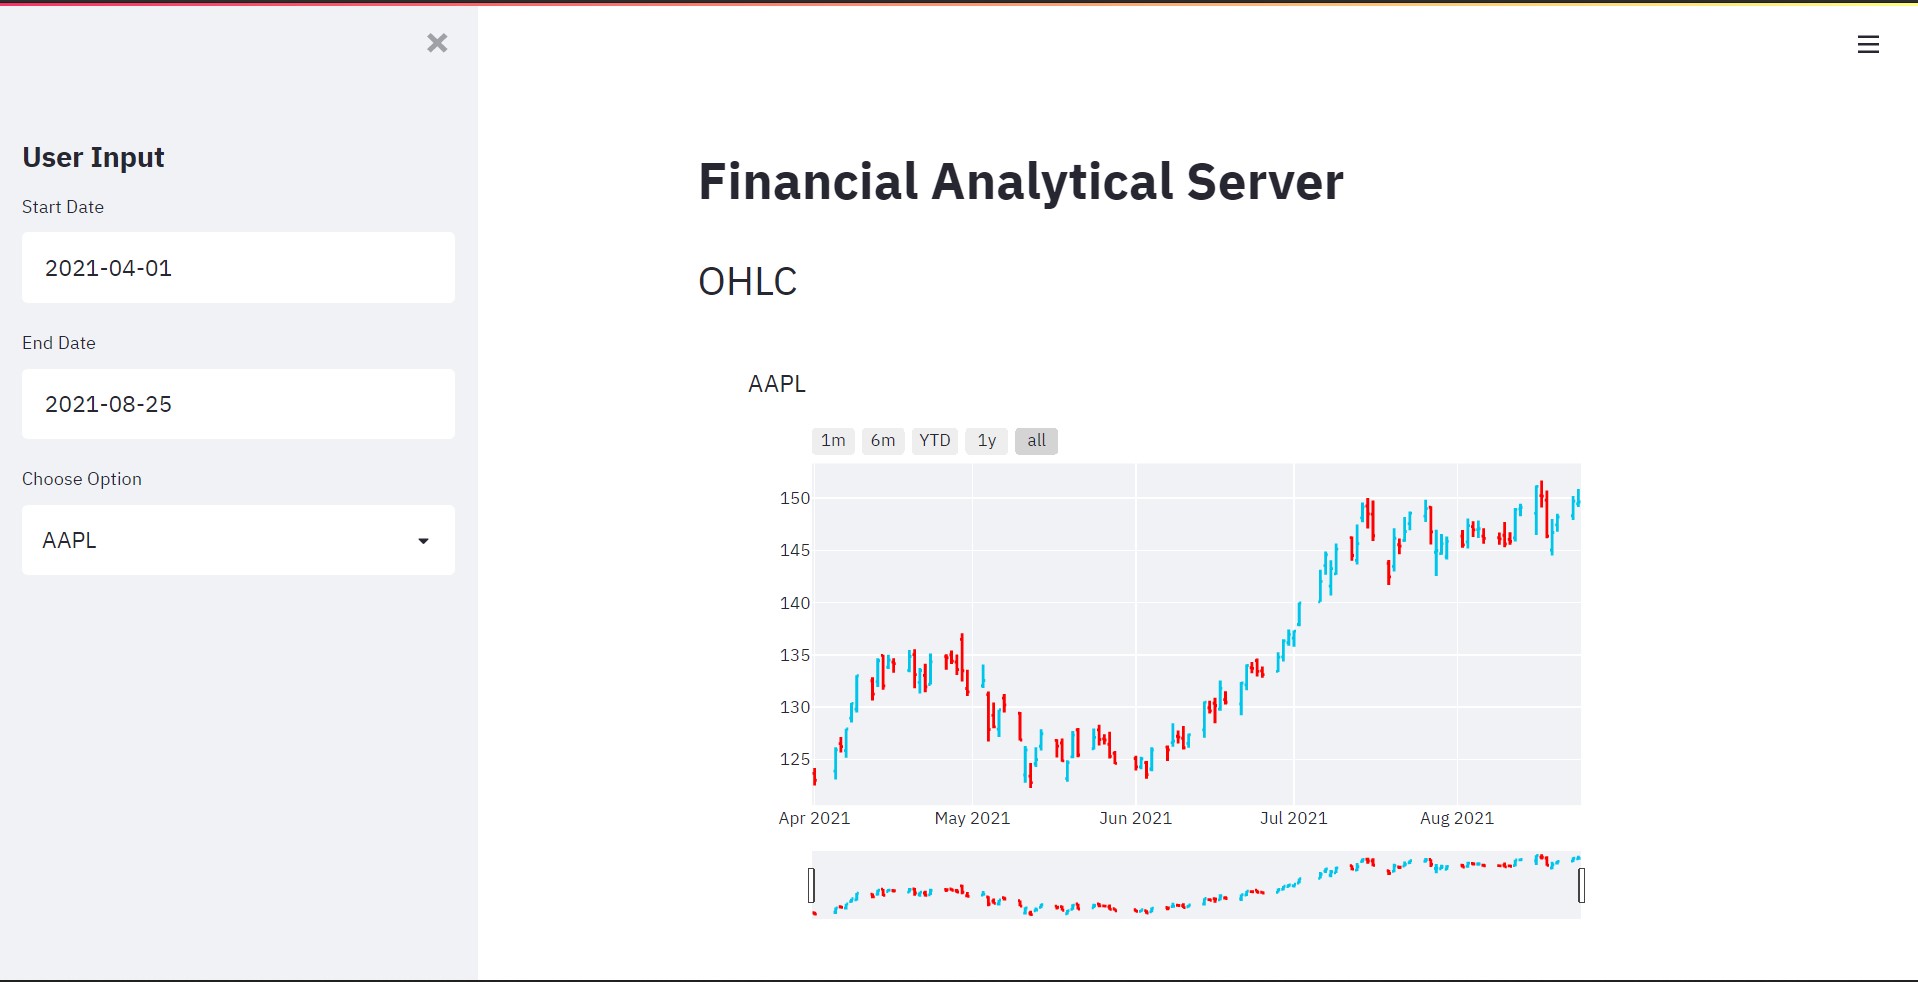 User Input
Start Date
2021-04-01
End Date
2021-08-25
Choose Option
AAPL
Financial Analytical Server
OHLC
AAPL
1m 6m YTD 1y all
150
145
140
135
130
125
Apr 2021 May 2021 Jun 2021 Jul 2021 Aug 2021